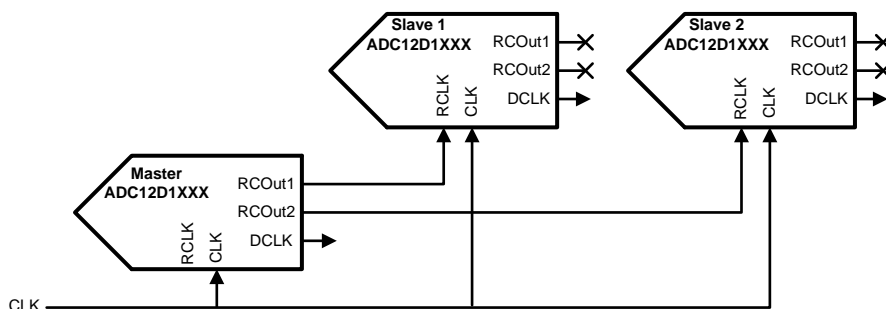 Slave 1
ADC12D1XXX
RCOut1
RCOut2
DCLK
RCLK
CLK
Slave 2
ADC12D1XXX
RCOut1
RCOut2
DCLK
RCLK
CLK
Master
ADC12D1XXX
RCOut1
RCOut2
DCLK
RCLK
CLK
CLK